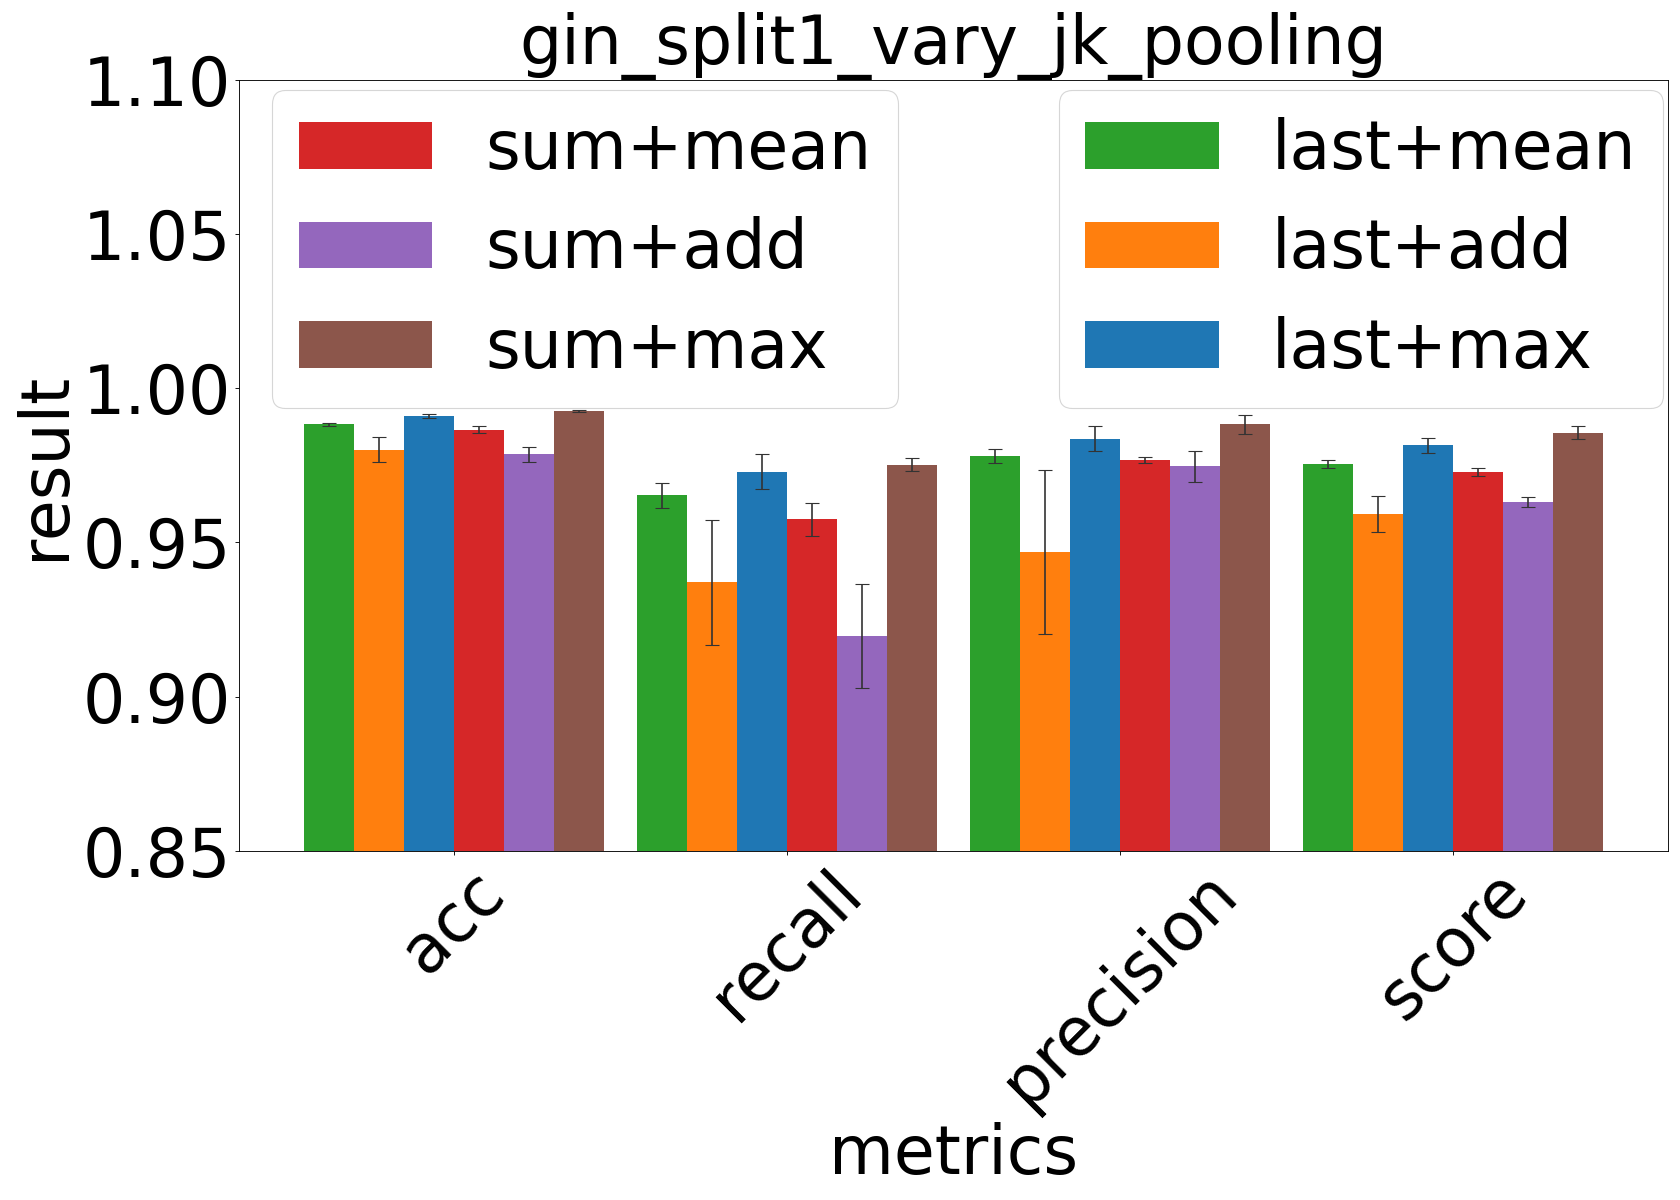 gin_split1_vary_jk_pooling
1.10
1.05
1.00
0.95
0.90
0.85
result
sum+mean
sum+add
sum+max
last+mean
last+add
last+max
acc
recall
precision
score
metrics